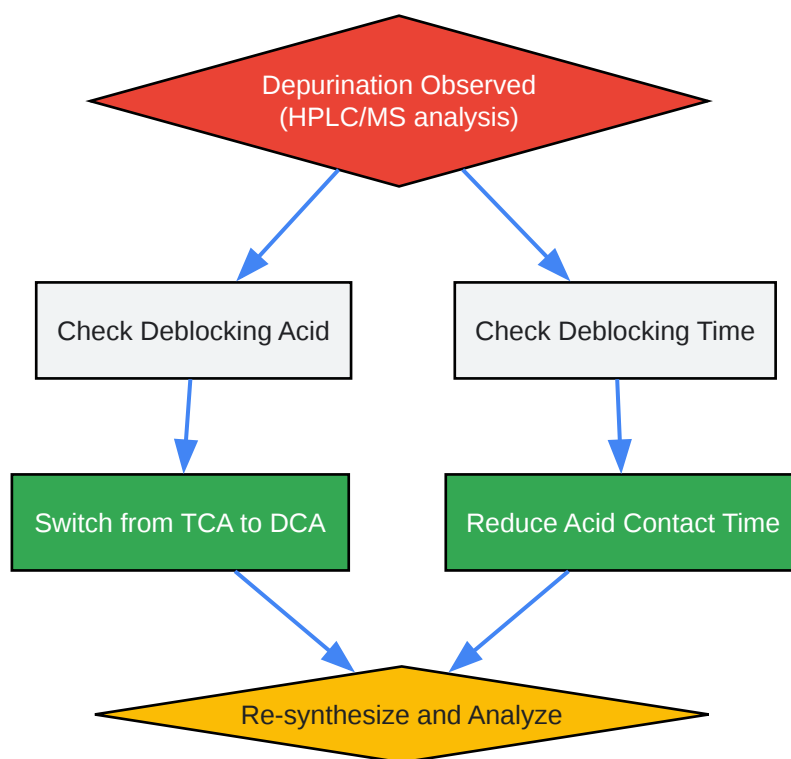 Depurination Observed
(HPLC/MS analysis)
Check Deblocking Acid
Check Deblocking Time
Switch from TCA to DCA
Reduce Acid Contact Time
Re-synthesize and Analyze